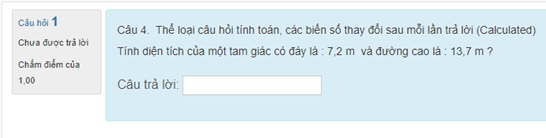 Câu hỏi 1
Chưa được trả lời
Chấm điểm của
1,00
Câu 4. Thể loại câu hỏi tính toán, các biến số thay đổi sau mỗi lần trả lời (Calculated)
Tính diện tích của một tam giác có đáy là : 7,2 m và đường cao là : 13,7 m ?
Câu trả lời: